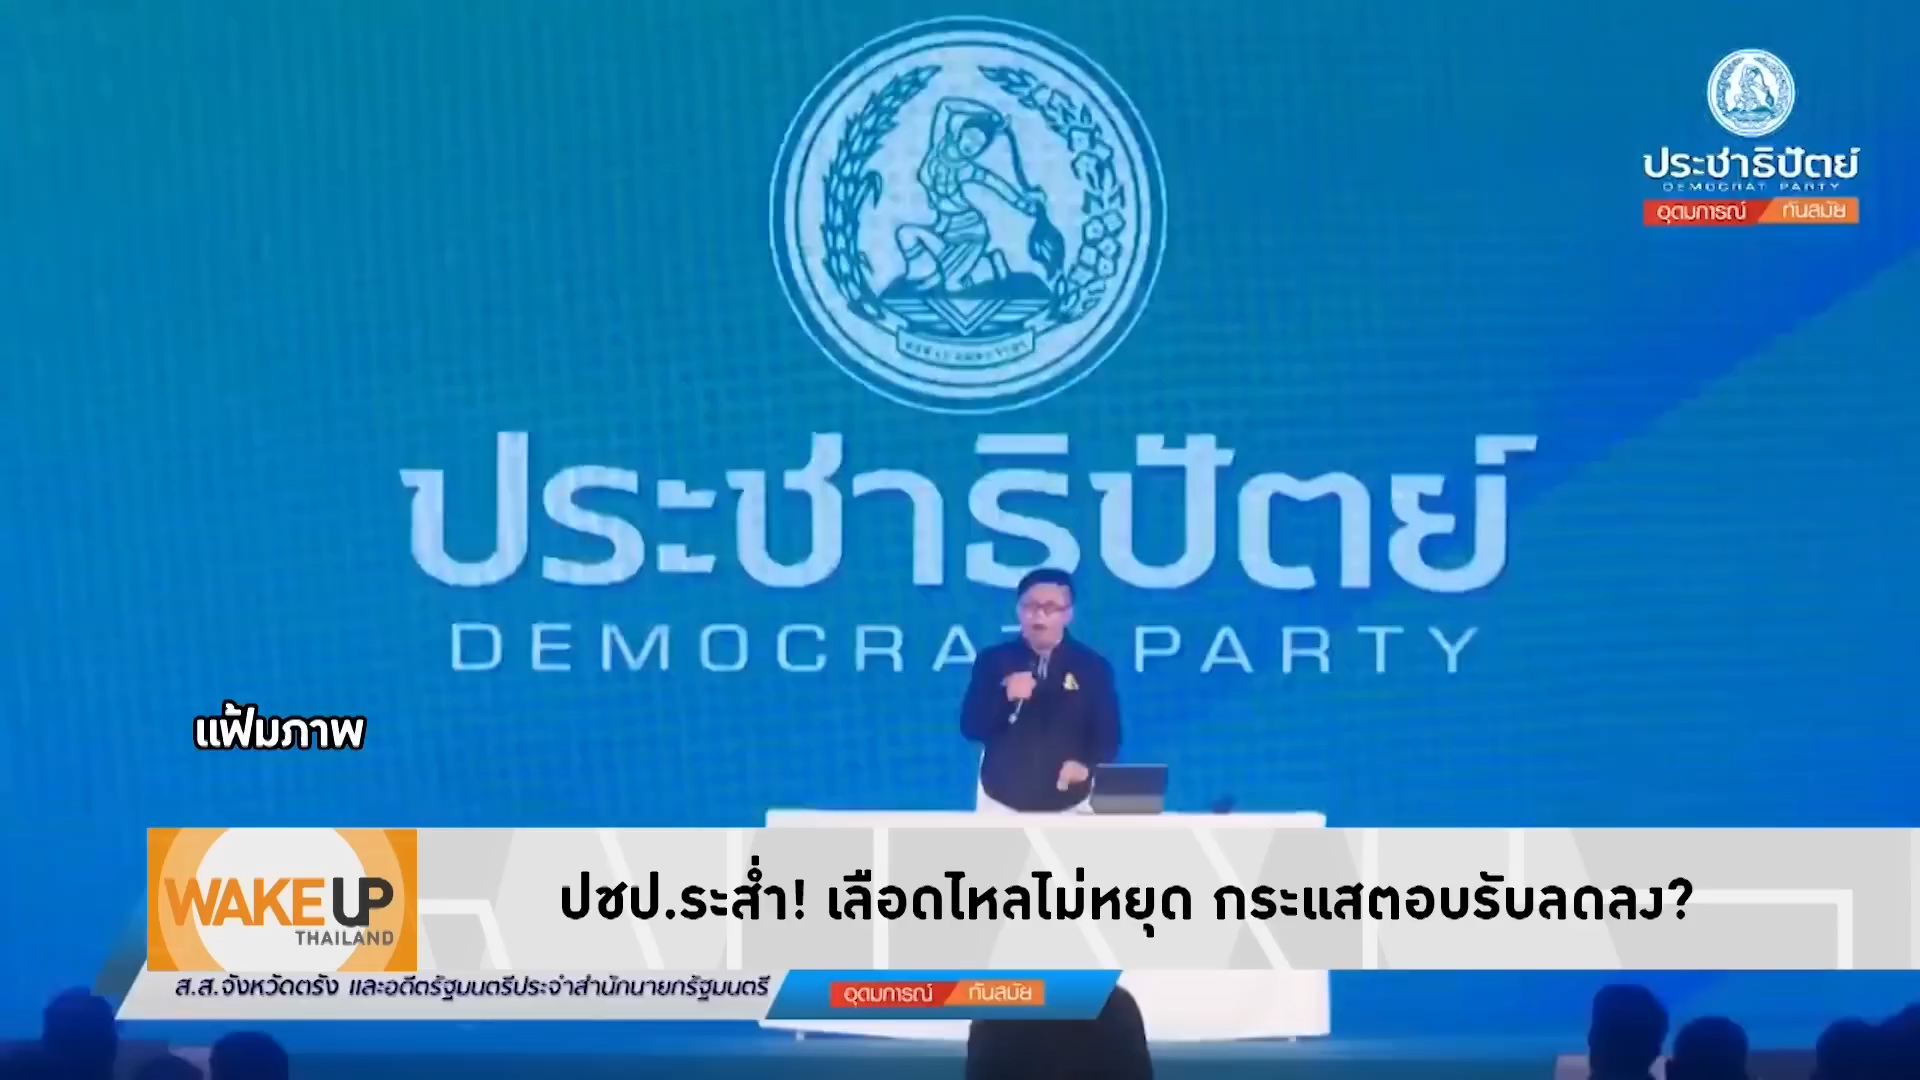 ประชาธิปัตย์
DEMOCRAT PARTY
อุดมการณ์ ทันสมัย
ประชาธิปัตย์
DEMOCRAT PARTY
แฟ้มภาพ
WAKE UP
THAILAND
ปชป.ระส่ำ! เลือดไหลไม่หยุด กระแสตอบรับลดลง?
ส.ส.จังหวัดตรัง และอดีตรัฐมนตรีประจำสำนักนายกรัฐมนตรี
อุดมการณ์ ทันสมัย